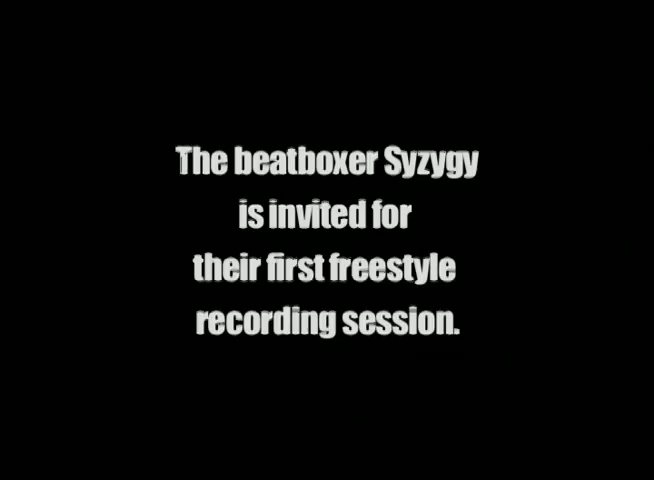 The beatboxer Syzygy
is invited for
their first freestyle
recording session.